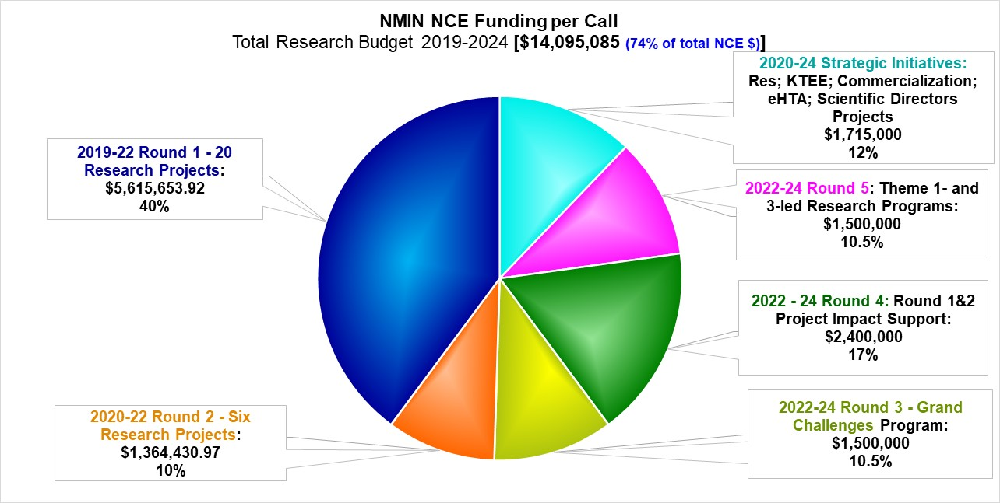 NMIN NCE Funding per Call
Total Research Budget 2019-2024 [$14,095,085 (74% of total NCE $)]
2020-24 Strategic Initiatives:
Res; KTEE; Commercialization;
eHTA; Scientific Directors
Projects
$1,715,000
12%
2022-24 Round 5: Theme 1- and
3-led Research Programs:
$1,500,000
10.5%
2022 - 24 Round 4: Round 1&2
Project Impact Support:
$2,400,000
17%
2022-24 Round 3 - Grand
Challenges Program:
$1,500,000
10.5%
2020-22 Round 2 - Six
Research Projects:
$1,364,430.97
10%
2019-22 Round 1 - 20
Research Projects:
$5,615,653.92
40%